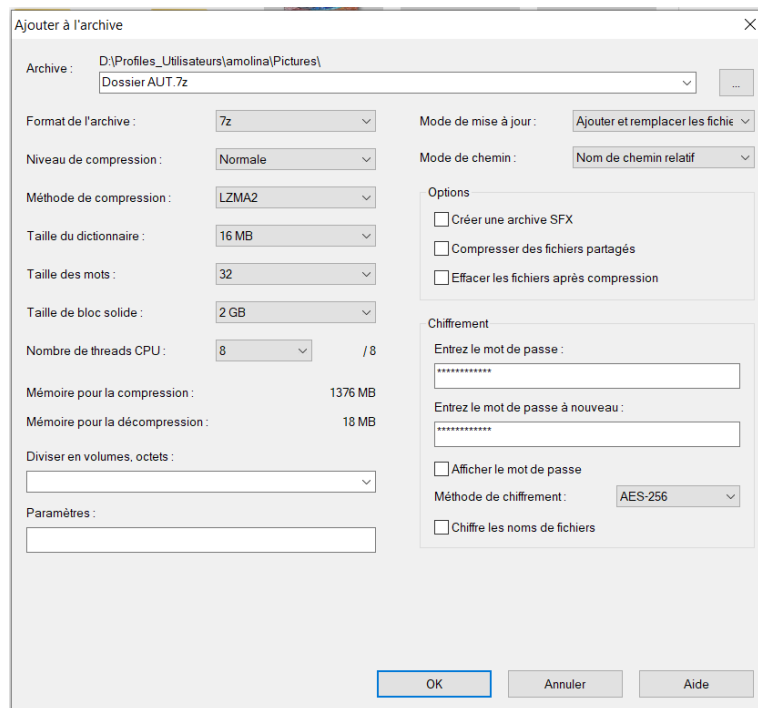 Ajouter à l'archive
Archive :
D:\Profiles_Utilisateurs\amolina\Pictures\
Dossier AUT.7z
...
Format de l'archive :
7z
Niveau de compression :
Normale
Méthode de compression :
LZMA2
Taille du dictionnaire :
16 MB
Taille des mots :
32
Taille de bloc solide :
2 GB
Nombre de threads CPU :
8
/ 8
Mémoire pour la compression :
1376 MB
Mémoire pour la décompression :
18 MB
Diviser en volumes, octets :
Paramètres :
Mode de mise à jour :
Ajouter et remplacer les fichie
Mode de chemin :
Nom de chemin relatif
Options
Créer une archive SFX
Compresser des fichiers partagés
Effacer les fichiers après compression
Chiffrement
Entrez le mot de passe :
************
Entrez le mot de passe à nouveau :
************
Afficher le mot de passe
Méthode de chiffrement :
AES-256
Chiffre les noms de fichiers
OK
Annuler
Aide